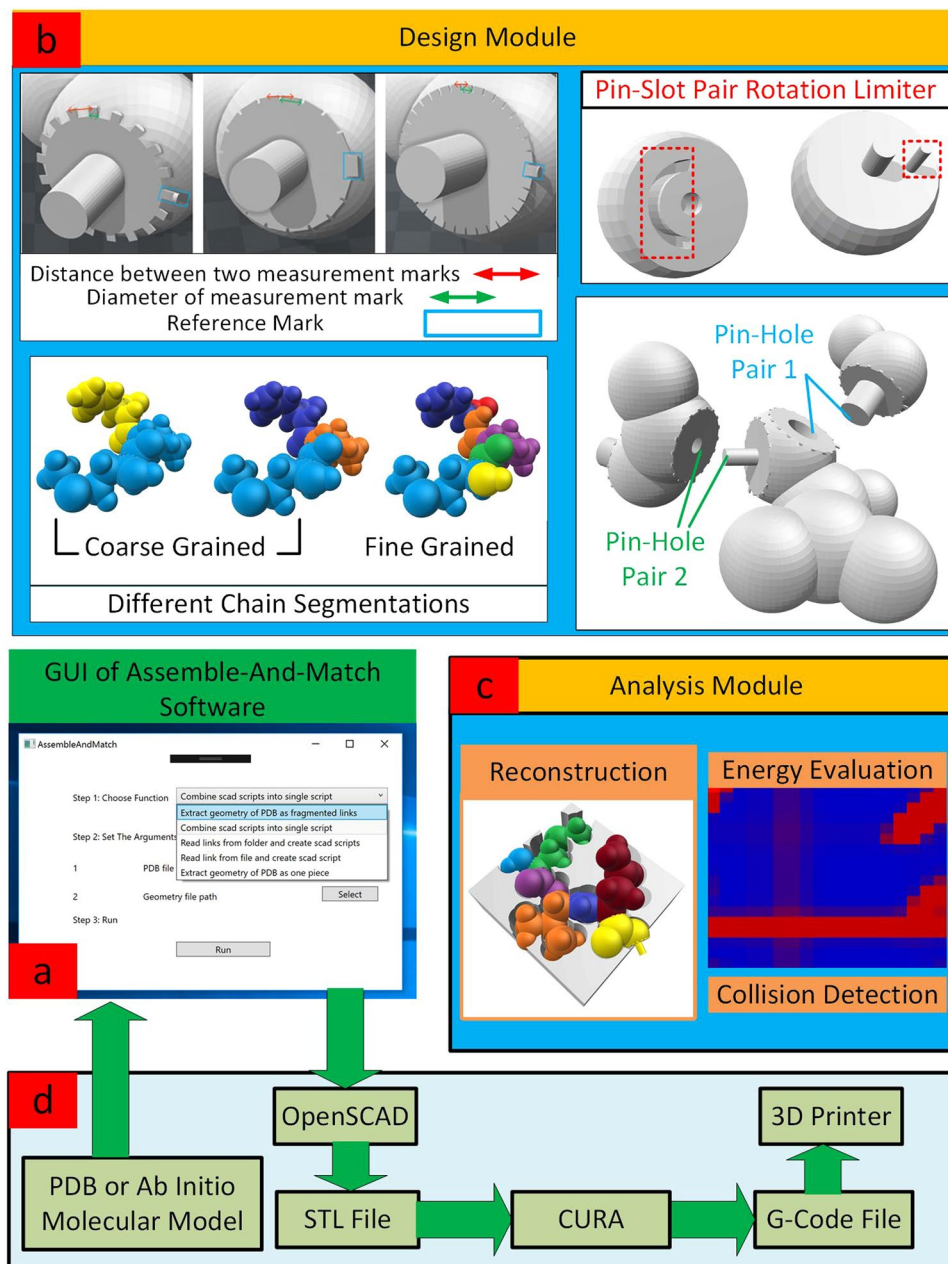 b
Design Module
Distance between two measurement marks
Diameter of measurement mark
Reference Mark
Pin-Slot Pair Rotation Limiter
Coarse Grained
Fine Grained
Different Chain Segmentations
Pin-Hole
Pair 1
Pin-Hole
Pair 2
GUI of Assemble-And-Match
Software
AssembleAndMatch
Step 1: Choose Function
Combine scad scripts into single script
Extract geometry of PDB as fragmented links
Combine scad scripts into single script
Step 2: Set The Arguments
Read links from folder and create scad scripts
Read link from file and create scad script
1
PDB file
Extract geometry of PDB as one piece
2
Geometry file path
Select
Step 3: Run
Run
a
c
Analysis Module
Reconstruction
Energy Evaluation
Collision Detection
d
PDB or Ab Initio
Molecular Model
OpenSCAD
STL File
CURA
3D Printer
G-Code File